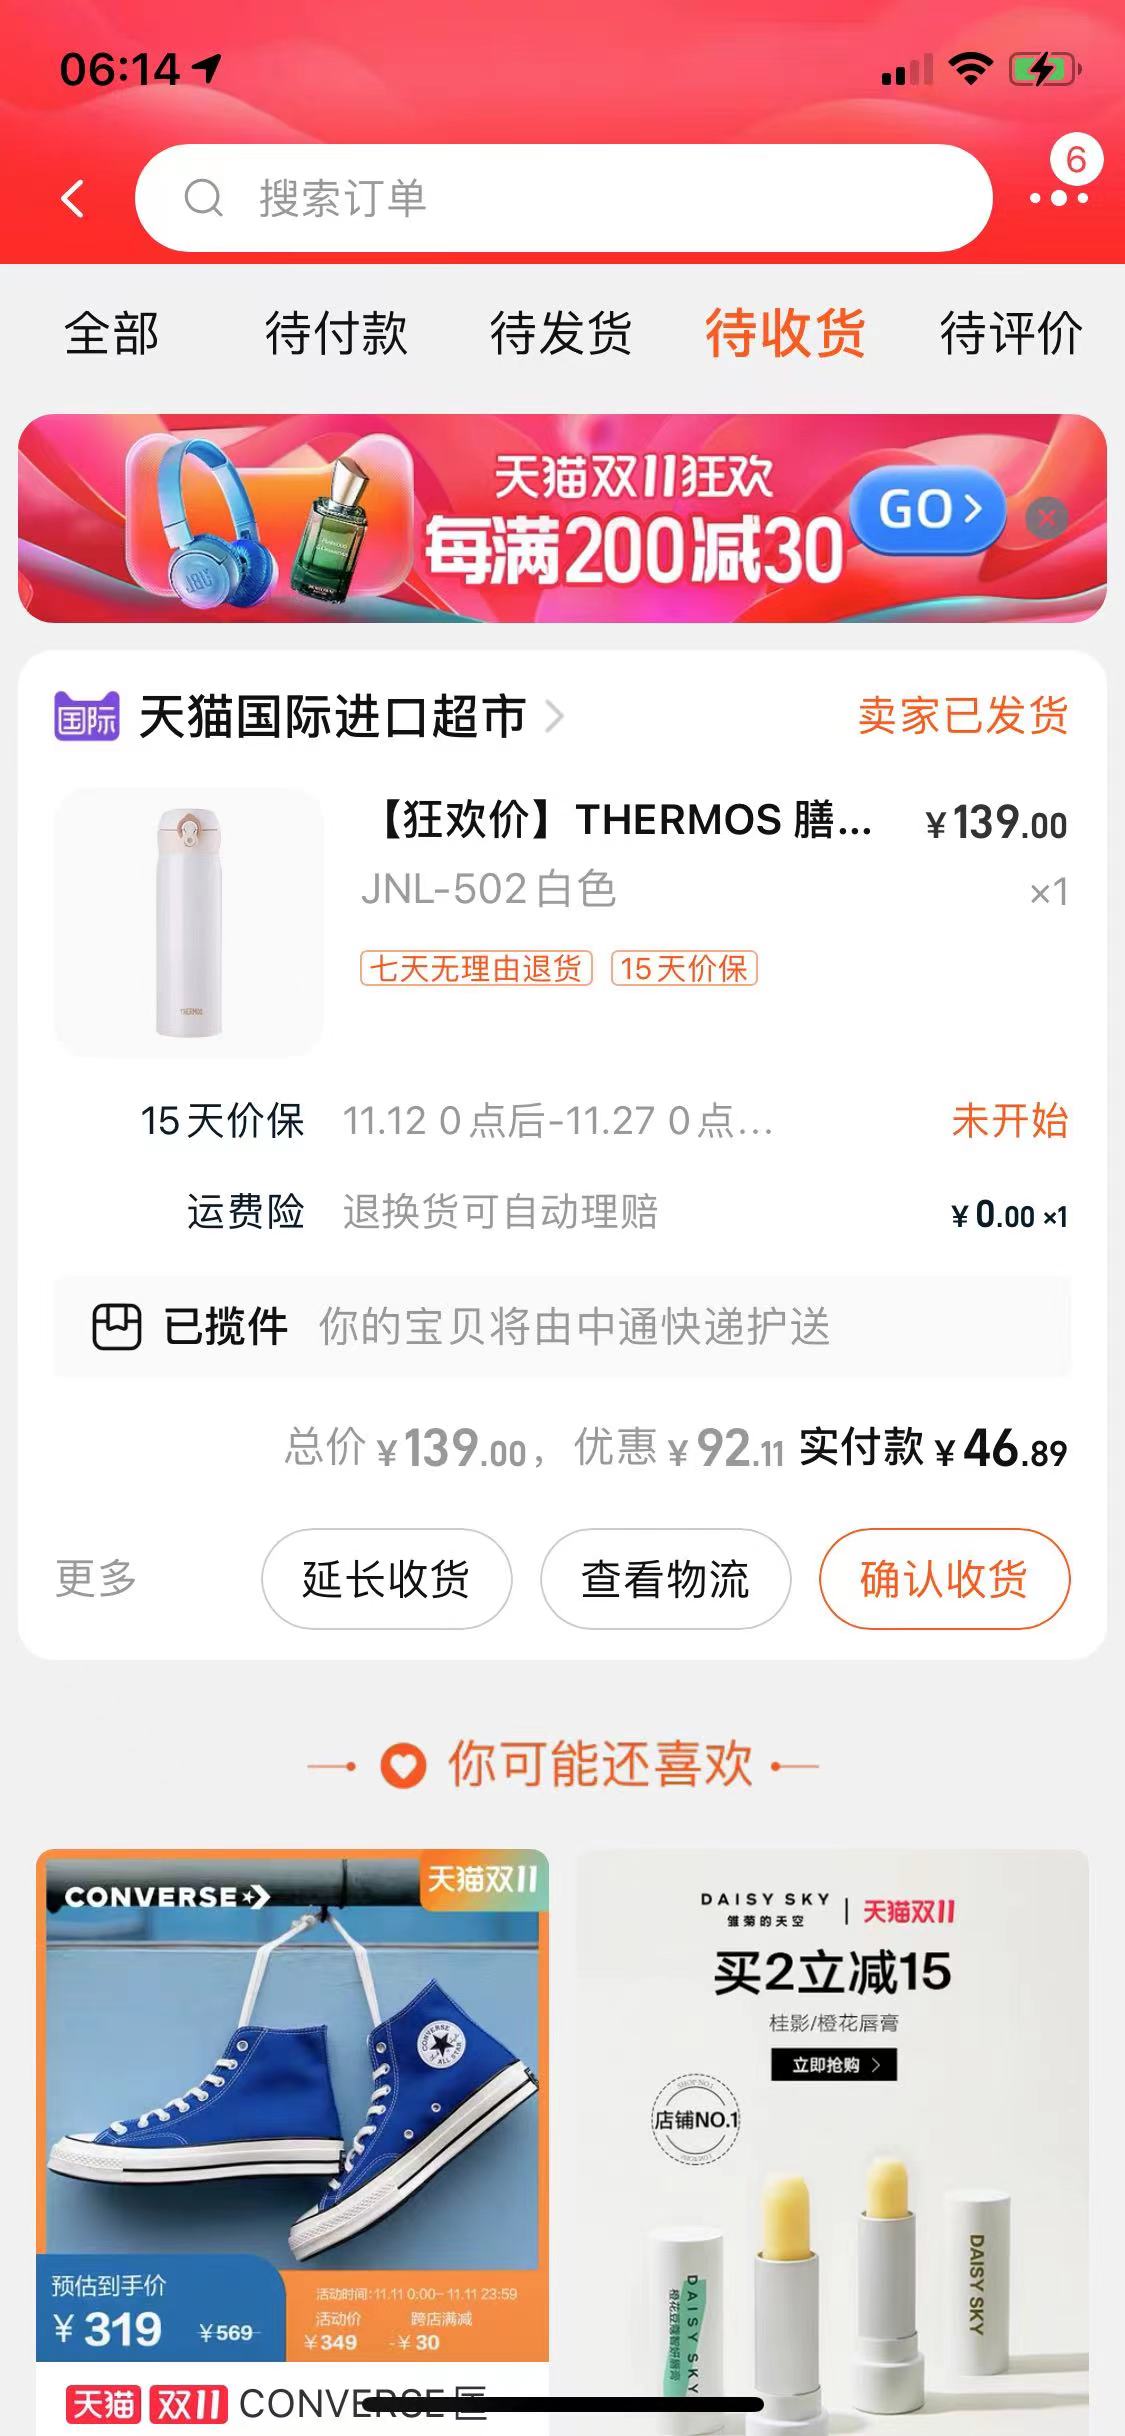 06:14
搜索订单
6
全部 待付款 待发货 待收货 待评价
天猫双11狂欢
每满200减30
GO
JBL
国际 天猫国际进口超市 卖家已发货
【狂欢价】THERMOS 膳... ¥139.00
JNL-502白色 ×1
七天无理由退货 15天价保
THERMOS
15天价保 11.12 0点后-11.27 0点... 未开始
运费险 退换货可自动理赔 ¥0.00 ×1
已揽件 你的宝贝将由中通快递护送
总价¥139.00，优惠¥92.11 实付款¥46.89
更多 延长收货 查看物流 确认收货
你可能还喜欢
CONVERSE 天猫双11
CONVERSE
ALL STAR
预估到手价
¥319 ¥569
活动时间:11.11 0:00-11.11 23:59
活动价 跨店满减
¥349 -¥30
天猫 双11 CONVERSE 匡
DAISY SKY | 天猫双11
雏菊的天空
买2立减15
桂影/橙花唇膏
立即抢购
SHOP NO.1
店铺NO.1
DAISY SKY
DAISY SKY